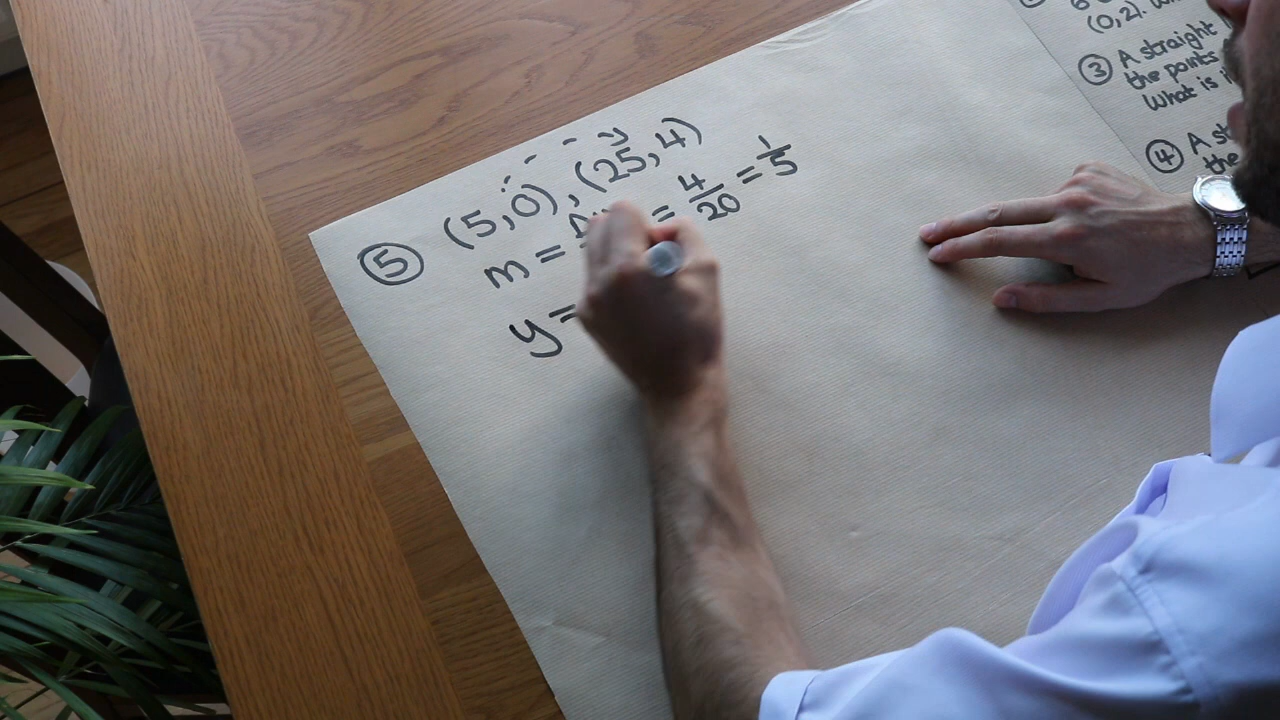 ⑤ (5,0), (25,4)
m = = 4/20 = 1/5
y =
(0,2).
③ A straight
the points
What is
④ A
the